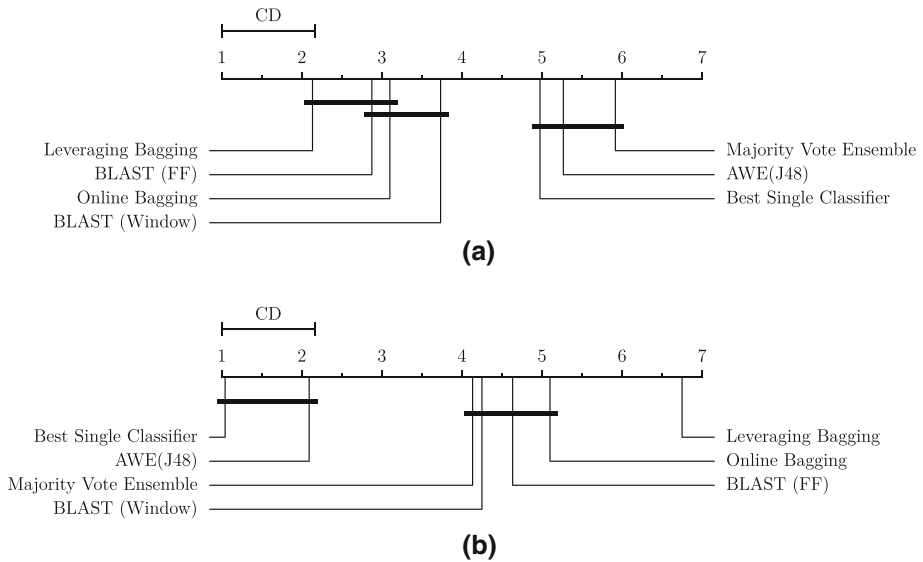 CD
1 2 3 4 5 6 7
Leveraging Bagging
BLAST (FF)
Online Bagging
BLAST (Window)
Majority Vote Ensemble
AWE(J48)
Best Single Classifier
(a)
CD
1 2 3 4 5 6 7
Best Single Classifier
AWE(J48)
Majority Vote Ensemble
BLAST (Window)
Leveraging Bagging
Online Bagging
BLAST (FF)
(b)